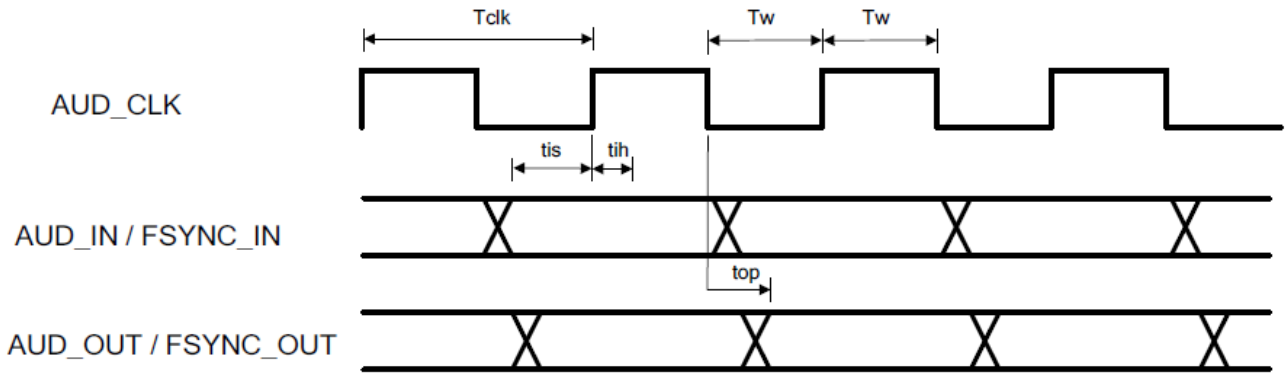 Tclk
Tw
Tw
AUD_CLK
tis
tih
AUD_IN / FSYNC_IN
top
AUD_OUT / FSYNC_OUT